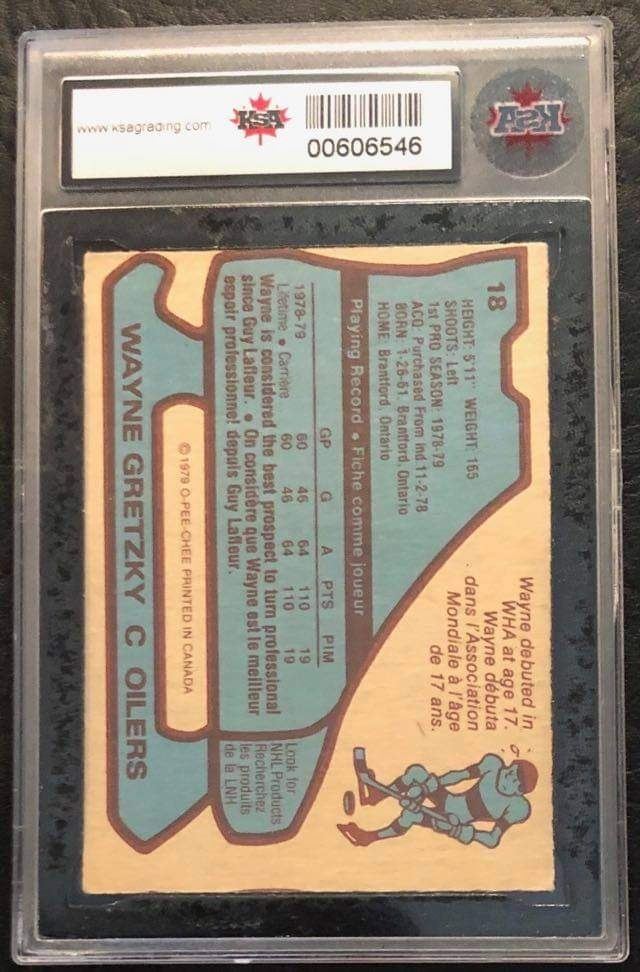 www.ksagrading.com
KSA
00606546
KSA
18
HEIGHT: 5'11" WEIGHT: 165
SHOOTS: Left
1st PRO SEASON: 1978-79
ACQ: Purchased From Ind 11-2-78
BORN: 1-26-61 Brantford, Ontario
HOME: Brantford, Ontario
Wayne debuted in
WHA at age 17.
Wayne débuta
dans l'Association
Mondiale à l'âge
de 17 ans.
Playing Record • Fiche comme joueur
GP G A PTS PIM
1978-79 60 46 64 110 19
Lifetime • Carrière 60 46 64 110 19
Wayne is considered the best prospect to turn professional
since Guy Lafleur. • On considère que Wayne est le meilleur
espoir professionnel depuis Guy Lafleur.
Look for
NHL Products
Recherchez
les produits
de la LNH
© 1979 O-PEE-CHEE PRINTED IN CANADA
WAYNE GRETZKY C OILERS